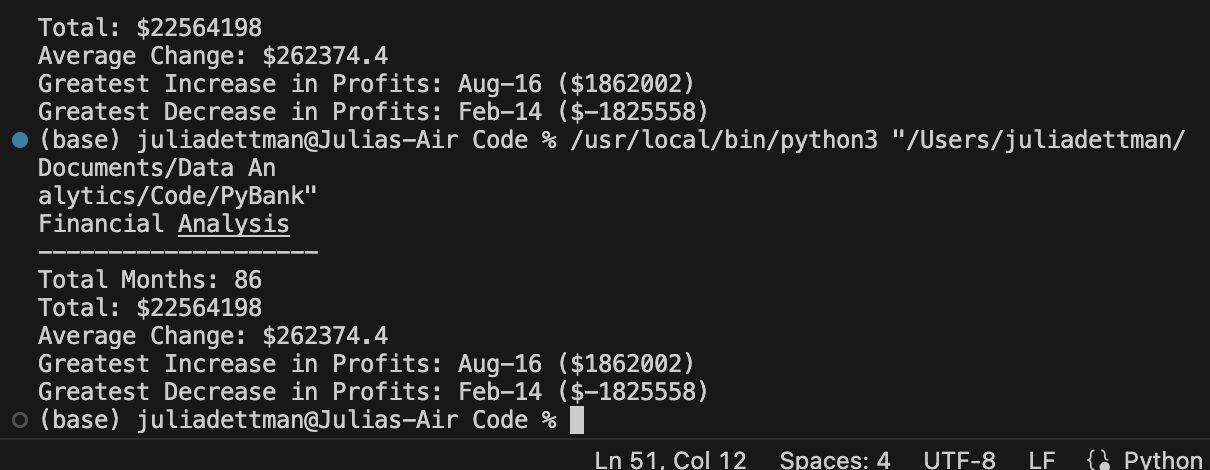 Total: $22564198
Average Change: $262374.4
Greatest Increase in Profits: Aug-16 ($1862002)
Greatest Decrease in Profits: Feb-14 ($-1825558)
(base) juliadettman@Julias-Air Code % /usr/local/bin/python3 "/Users/juliadettman/
Documents/Data An
alytics/Code/PyBank"
Financial Analysis
--------------------
Total Months: 86
Total: $22564198
Average Change: $262374.4
Greatest Increase in Profits: Aug-16 ($1862002)
Greatest Decrease in Profits: Feb-14 ($-1825558)
(base) juliadettman@Julias-Air Code %
Ln 51, Col 12 Spaces: 4 UTF-8 LF {} Python